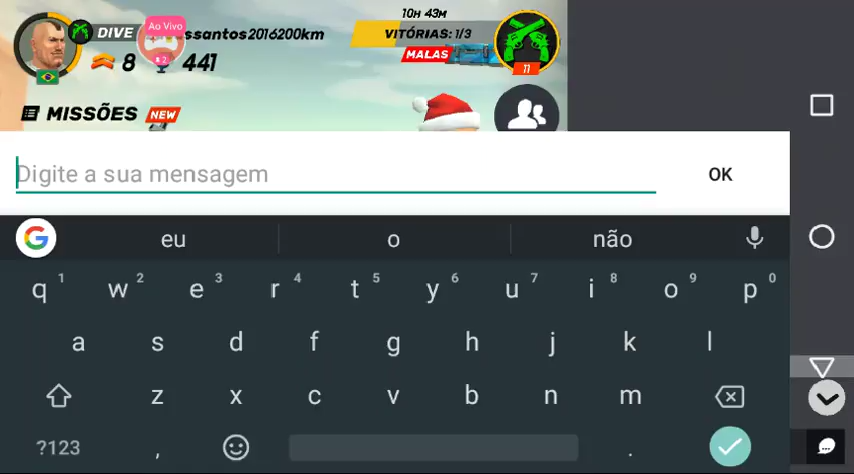 10H 43M
DIVE
Ao Vivo
2
ssantos2016200km
VITÓRIAS: 1/3
MALAS
8
441
11
MISSÕES NEW
Digite a sua mensagem
OK
G eu o não
q 1 w 2 e 3 r 4 t 5 y 6 u 7 i 8 o 9 p 0
a s d f g h j k l
z x c v b n m
?123 , .